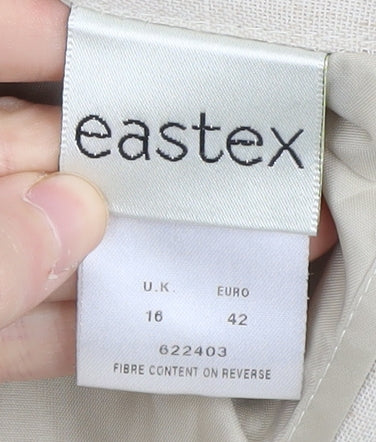 eastex
U.K. EURO
16 42
622403
FIBRE CONTENT ON REVERSE